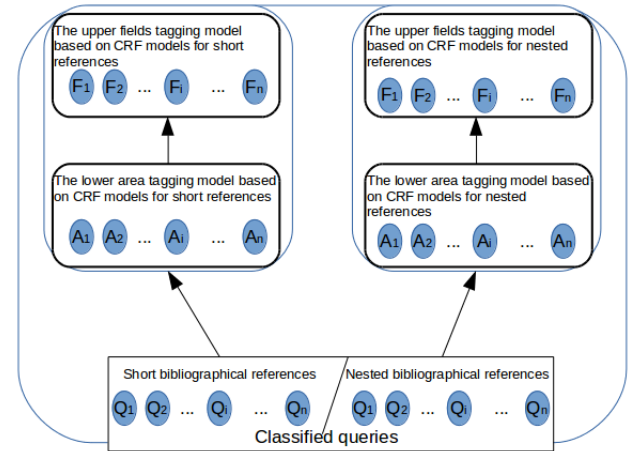 The upper fields tagging model
based on CRF models for short
references
F1 F2 ... Fi ... Fn
The upper fields tagging model
based on CRF models for nested
references
F1 F2 ... Fi ... Fn
The lower area tagging model based
on CRF models for short references
A1 A2 ... Ai ... An
The lower area tagging model based
on CRF models for nested
references
A1 A2 ... Ai ... An
Short bibliographical references
Q1 Q2 ... Qi ... Qn
Nested bibliographical references
Q1 Q2 ... Qi ... Qn
Classified queries